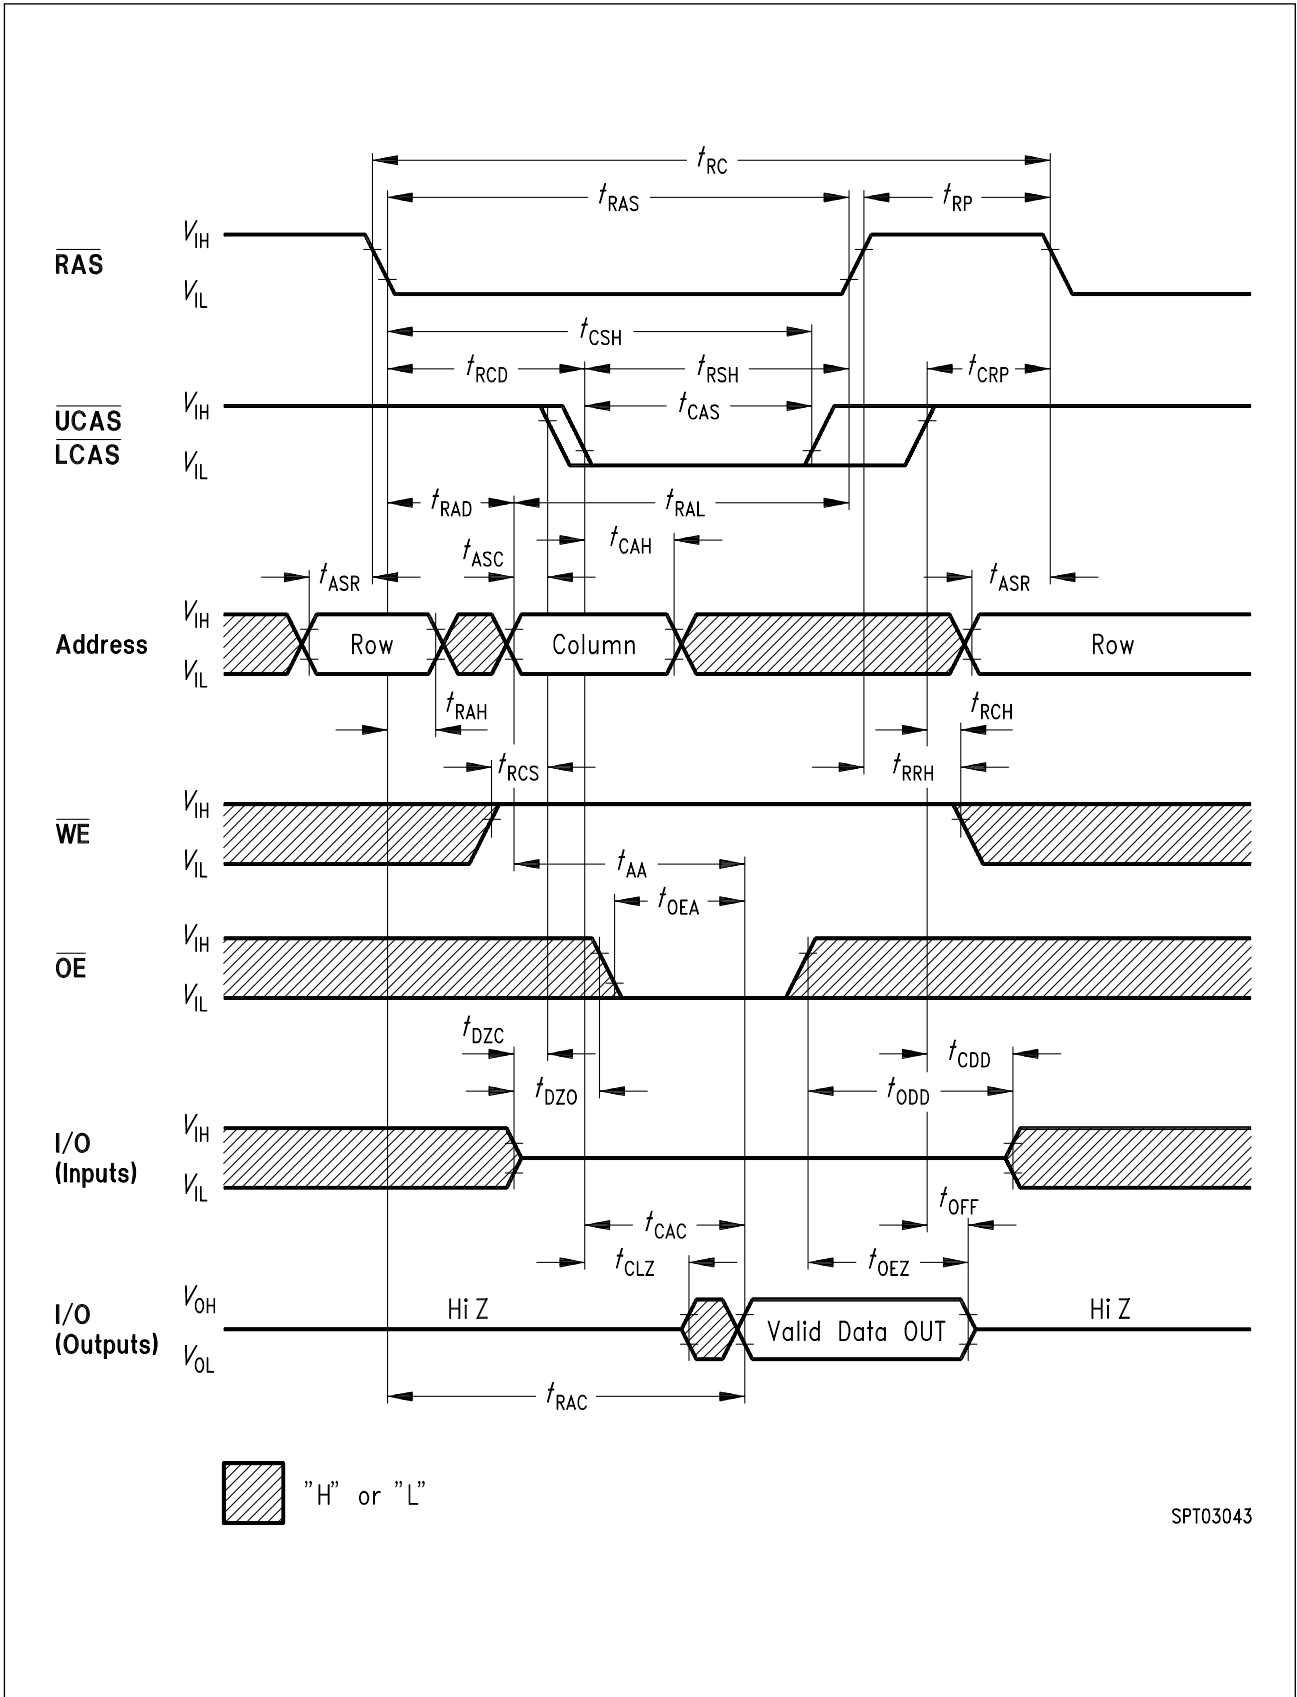 tRC
tRAS tRP
RAS VIH
VIL
tCSH
tRCD tRSH tCRP
UCAS VIH tCAS
LCAS VIL
tRAD tRAL
tASC tCAH
tASR tASR
Address VIH Row Column Row
VIL
tRAH tRCH
tRCS tRRH
WE VIH
VIL tAA
tOEA
OE VIH
VIL
tDZC tCDD
tDZO tODD
I/O VIH
(Inputs) VIL
tOFF
tCAC
tCLZ tOEZ
I/O VOH Hi Z Hi Z
(Outputs) VOL Valid Data OUT
tRAC
"H" or "L"
SPT03043